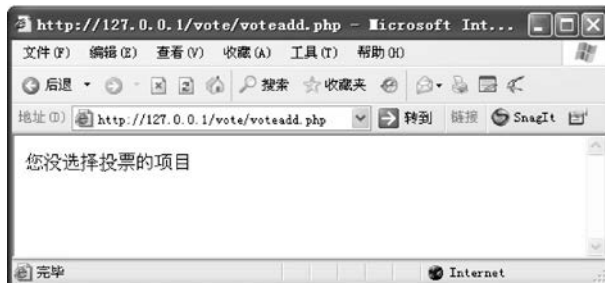 http://127.0.0.1/vote/voteadd.php - Microsoft Int...
文件(F) 编辑(E) 查看(V) 收藏(A) 工具(T) 帮助(H)
后退 搜索 收藏夹
地址(D) http://127.0.0.1/vote/voteadd.php 转到 链接 SnagIt
您没选择投票的项目
完毕 Internet